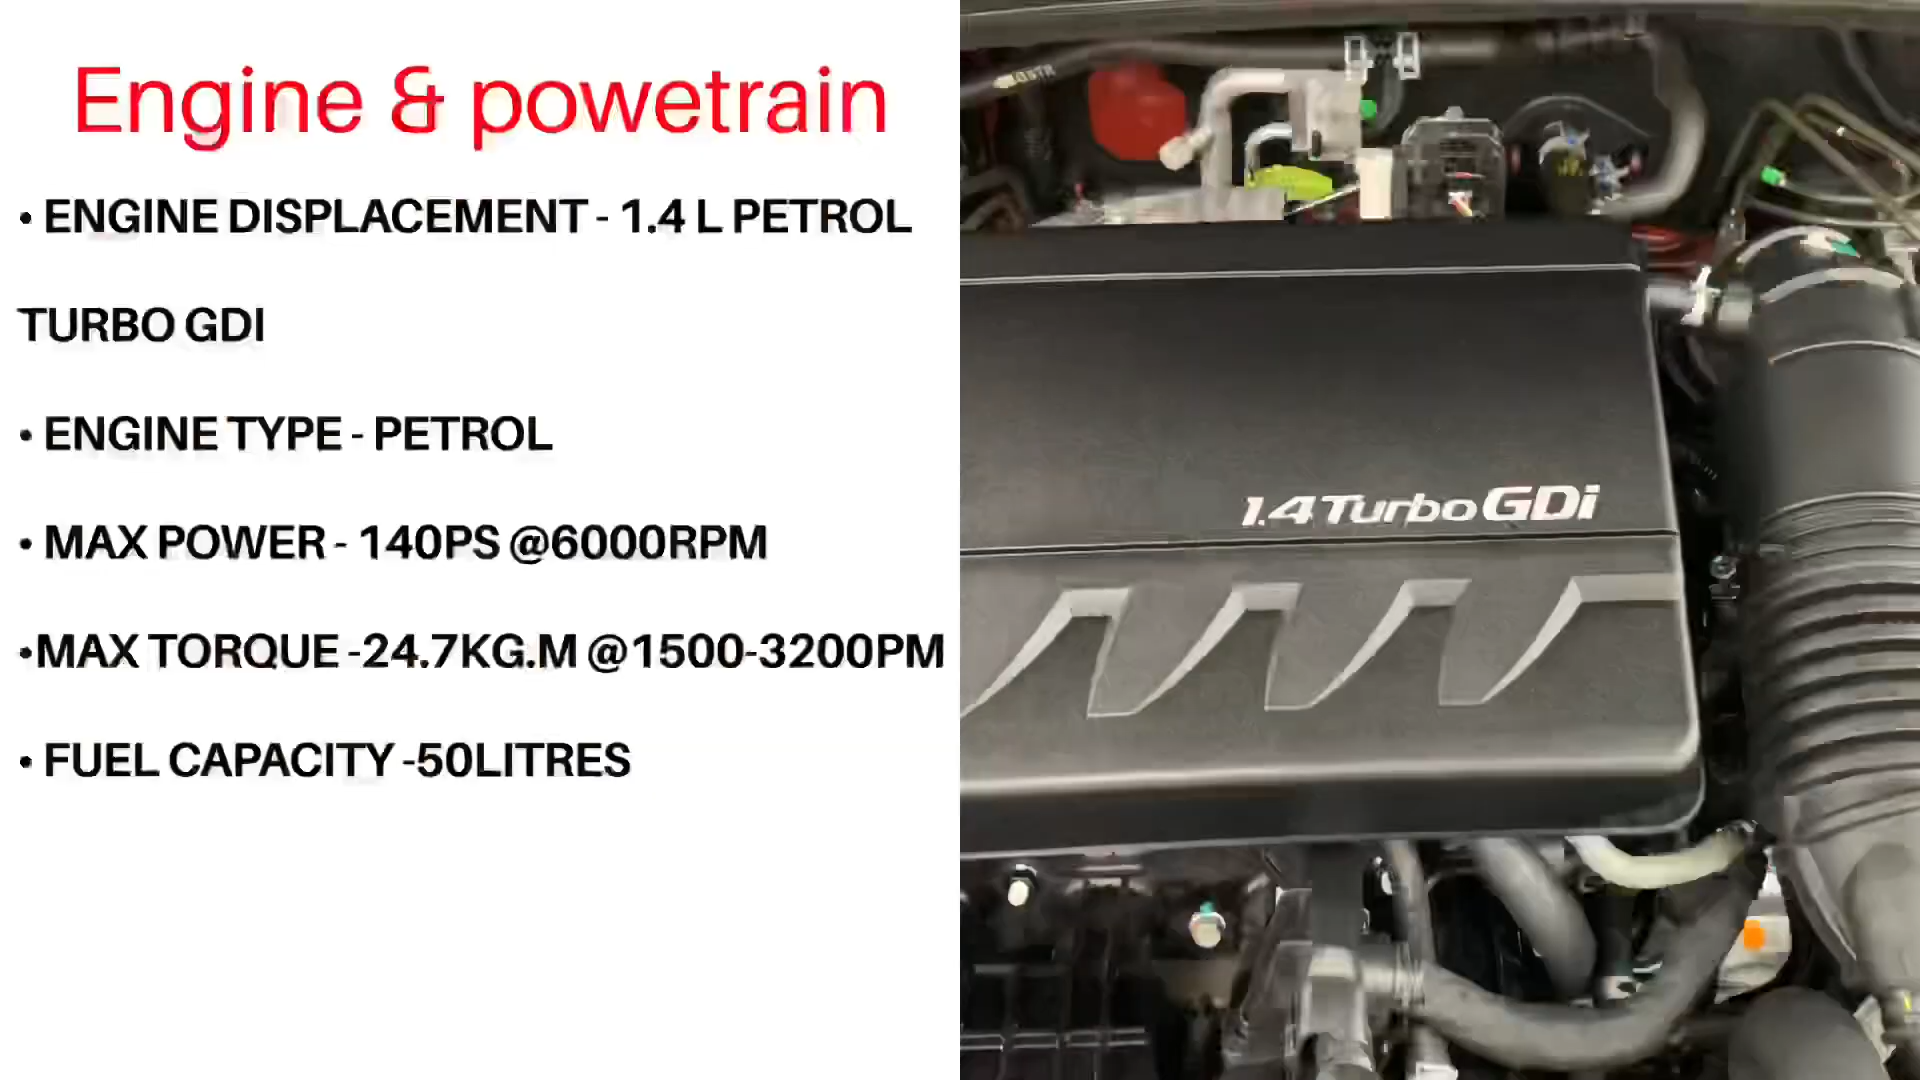 Engine & powetrain
• ENGINE DISPLACEMENT - 1.4 L PETROL
TURBO GDI
• ENGINE TYPE - PETROL
• MAX POWER - 140PS @6000RPM
•MAX TORQUE -24.7KG.M @1500-3200PM
• FUEL CAPACITY -50LITRES
1.4 Turbo GDi